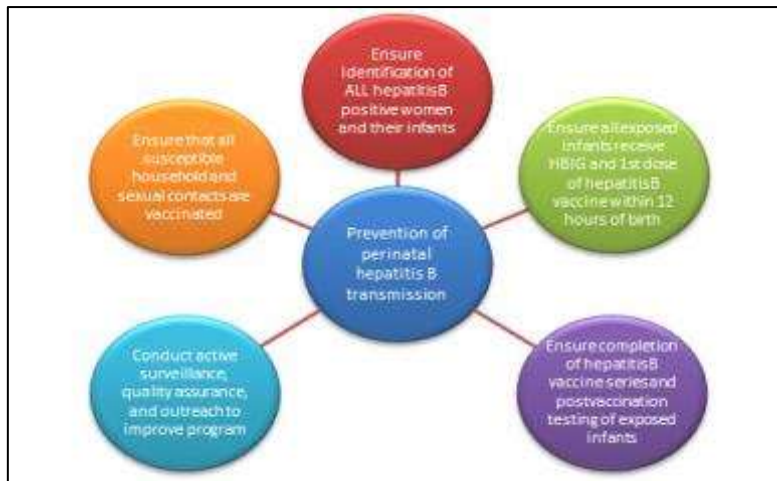 Ensure
Identification of
ALL hepatitis B
positive women
and their infants
Ensure all exposed
infants receive
HBIG and 1st dose
of hepatitis B
vaccine within 12
hours of birth
Ensure completion
of hepatitis B
vaccine series and
postvaccination
testing of exposed
infants
Conduct active
surveillance,
quality assurance,
and outreach to
improve program
Ensure that all
susceptible
household and
sexual contacts are
vaccinated
Prevention of
perinatal
hepatitis B
transmission